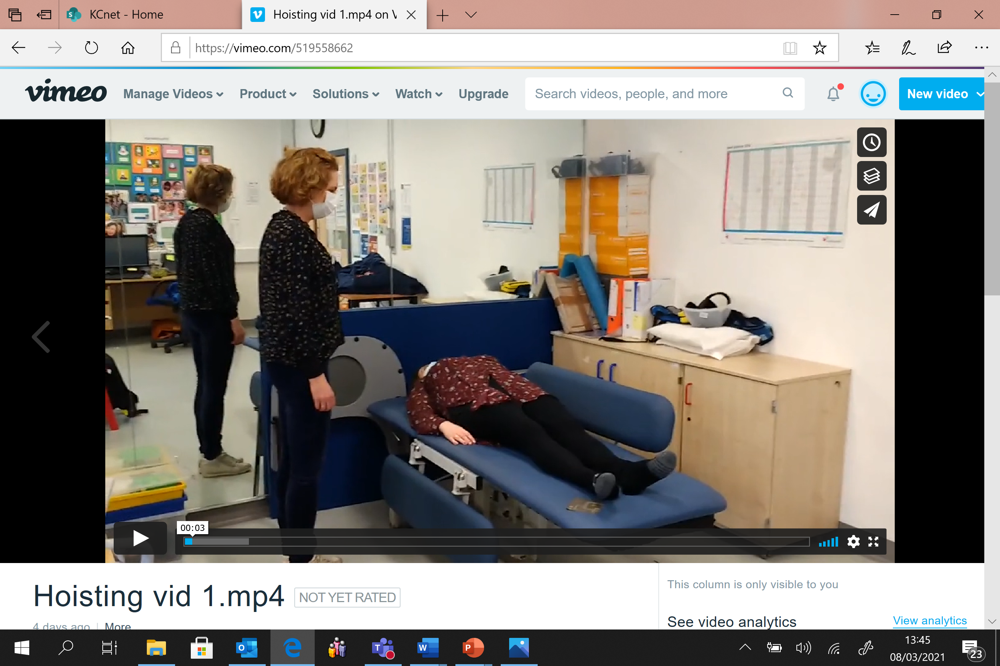 KCnet - Home
Hoisting vid 1.mp4 on V
https://vimeo.com/519558662
vimeo
Manage Videos
Product
Solutions
Watch
Upgrade
Search videos, people, and more
New video
00:03
Hoisting vid 1.mp4
NOT YET RATED
4 days ago | More
This column is only visible to you
See video analytics
View analytics
13:45
08/03/2021
23